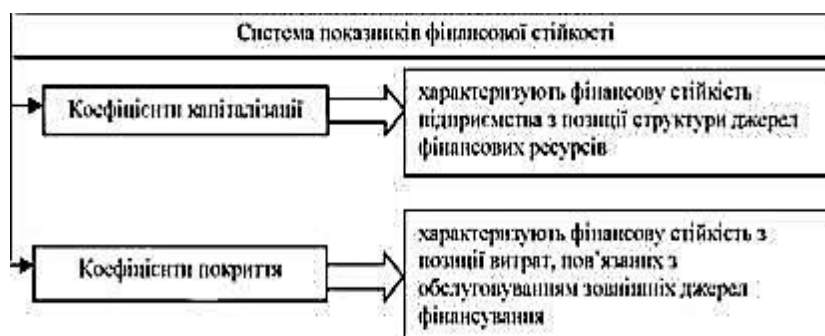 Система показників фінансової стійкості
Коефіцієнти капіталізації
характеризують фінансову стійкість
підприємства з позиції структури джерел
фінансових ресурсів
Коефіцієнти покриття
характеризують фінансову стійкість з
позиції витрат, пов'язаних з
обслуговуванням зовнішніх джерел
фінансування